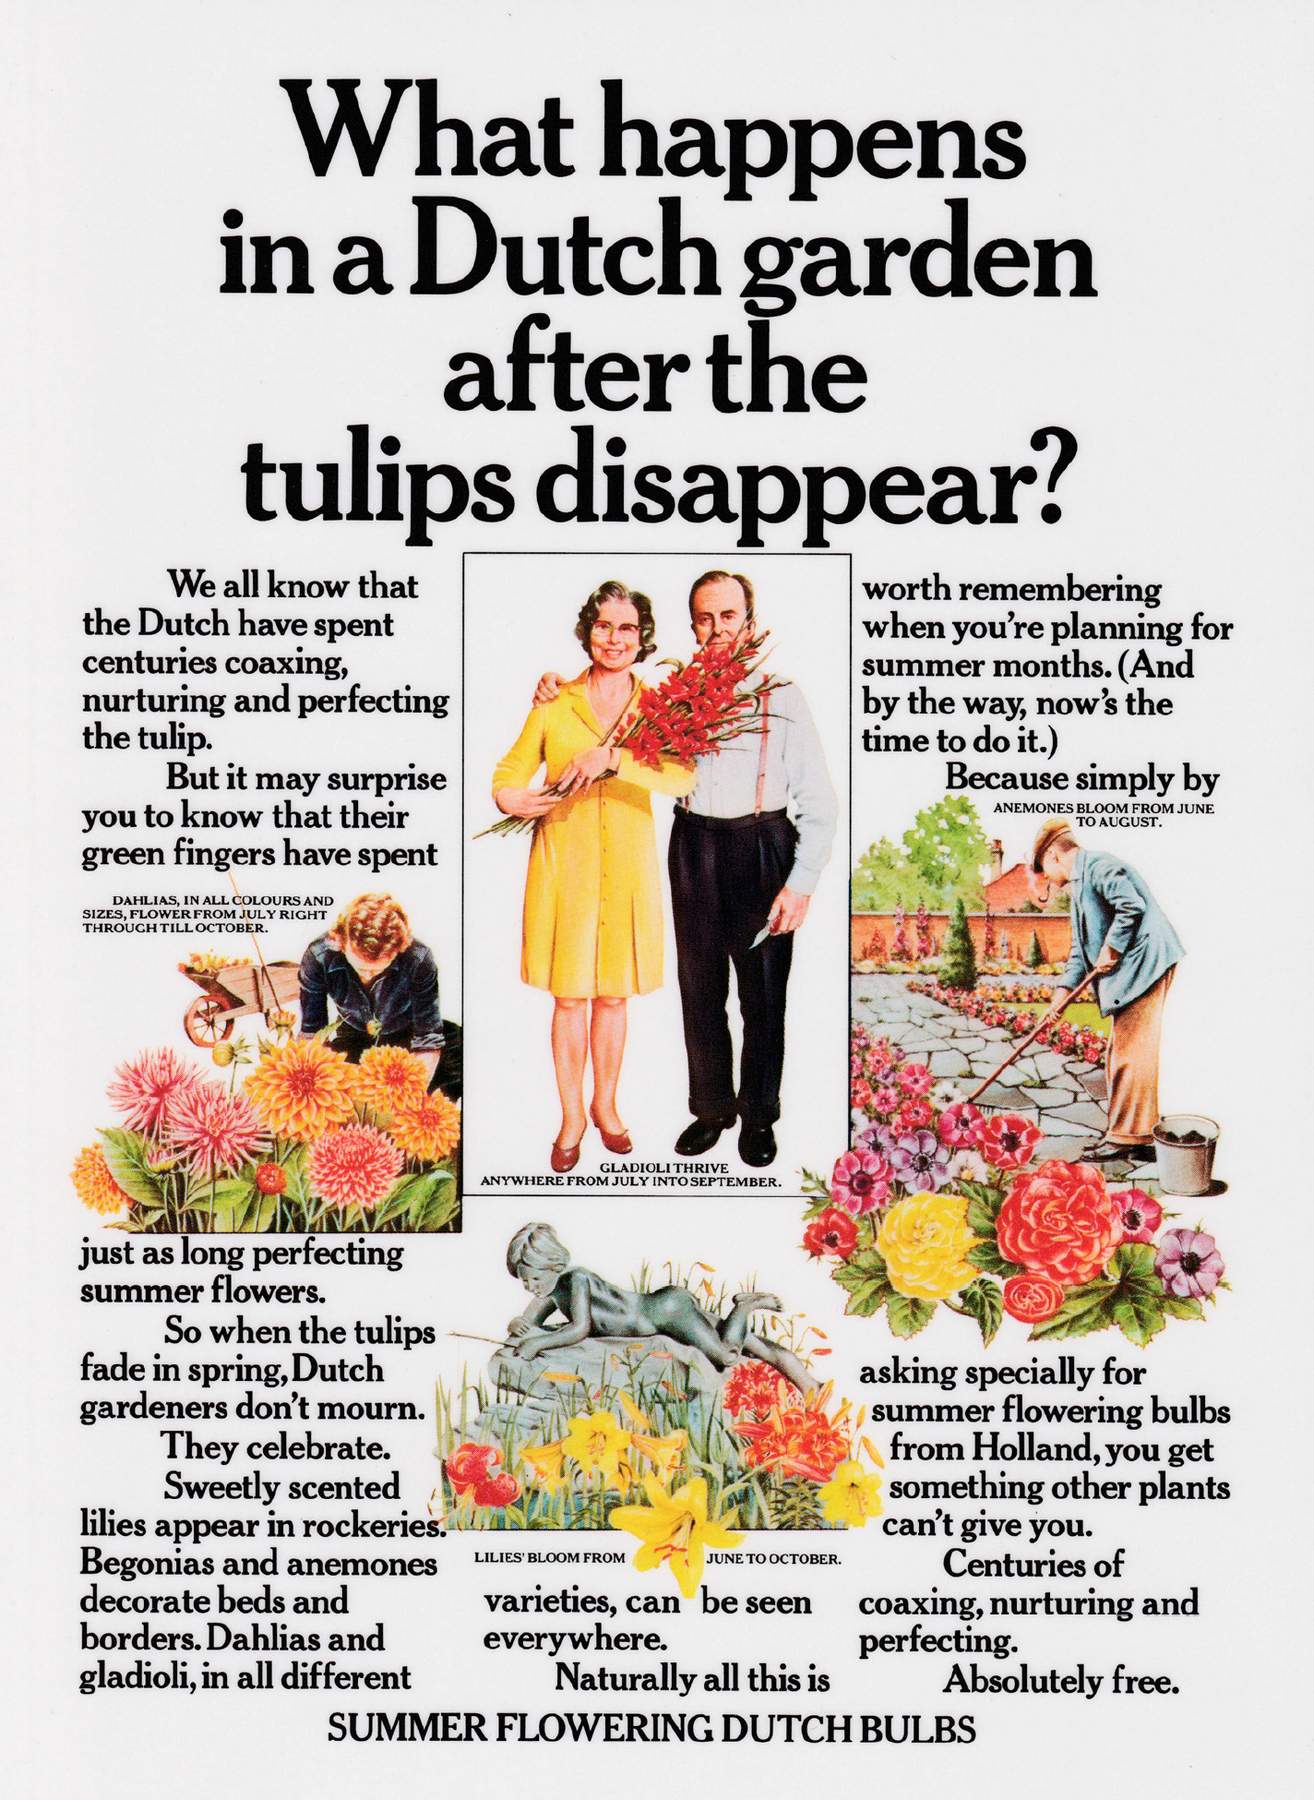 What happens
in a Dutch garden
after the
tulips disappear?
We all know that
the Dutch have spent
centuries coaxing,
nurturing and perfecting
the tulip.
But it may surprise
you to know that their
green fingers have spent
DAHLIAS, IN ALL COLOURS AND
SIZES, FLOWER FROM JULY RIGHT
THROUGH TILL OCTOBER.
just as long perfecting
summer flowers.
So when the tulips
fade in spring, Dutch
gardeners don't mourn.
They celebrate.
Sweetly scented
lilies appear in rockeries.
Begonias and anemones
decorate beds and
borders. Dahlias and
gladioli, in all different
GLADIOLI THRIVE
ANYWHERE FROM JULY INTO SEPTEMBER.
LILIES' BLOOM FROM JUNE TO OCTOBER.
varieties, can be seen
everywhere.
Naturally all this is
worth remembering
when you're planning for
summer months. (And
by the way, now's the
time to do it.)
Because simply by
ANEMONES BLOOM FROM JUNE
TO AUGUST.
asking specially for
summer flowering bulbs
from Holland, you get
something other plants
can't give you.
Centuries of
coaxing, nurturing and
perfecting.
Absolutely free.
SUMMER FLOWERING DUTCH BULBS